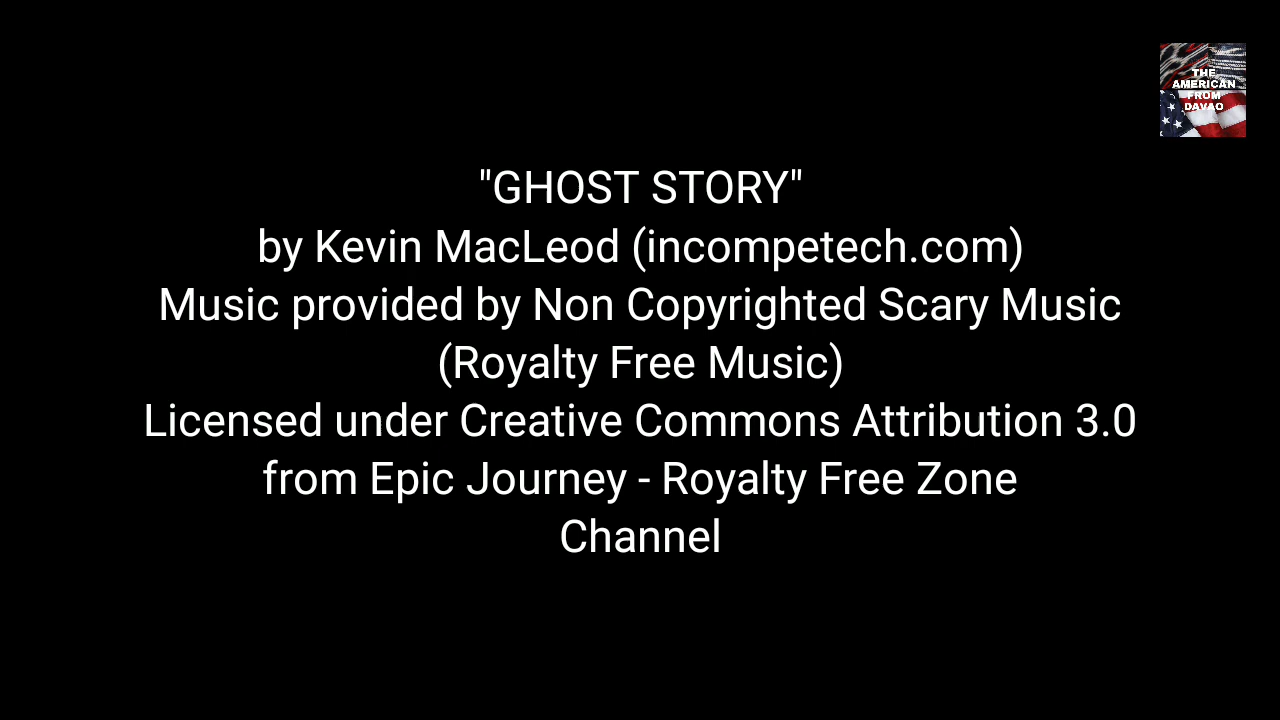 THE
AMERICAN
FROM
DAVAO
"GHOST STORY"
by Kevin MacLeod (incompetech.com)
Music provided by Non Copyrighted Scary Music
(Royalty Free Music)
Licensed under Creative Commons Attribution 3.0
from Epic Journey - Royalty Free Zone
Channel